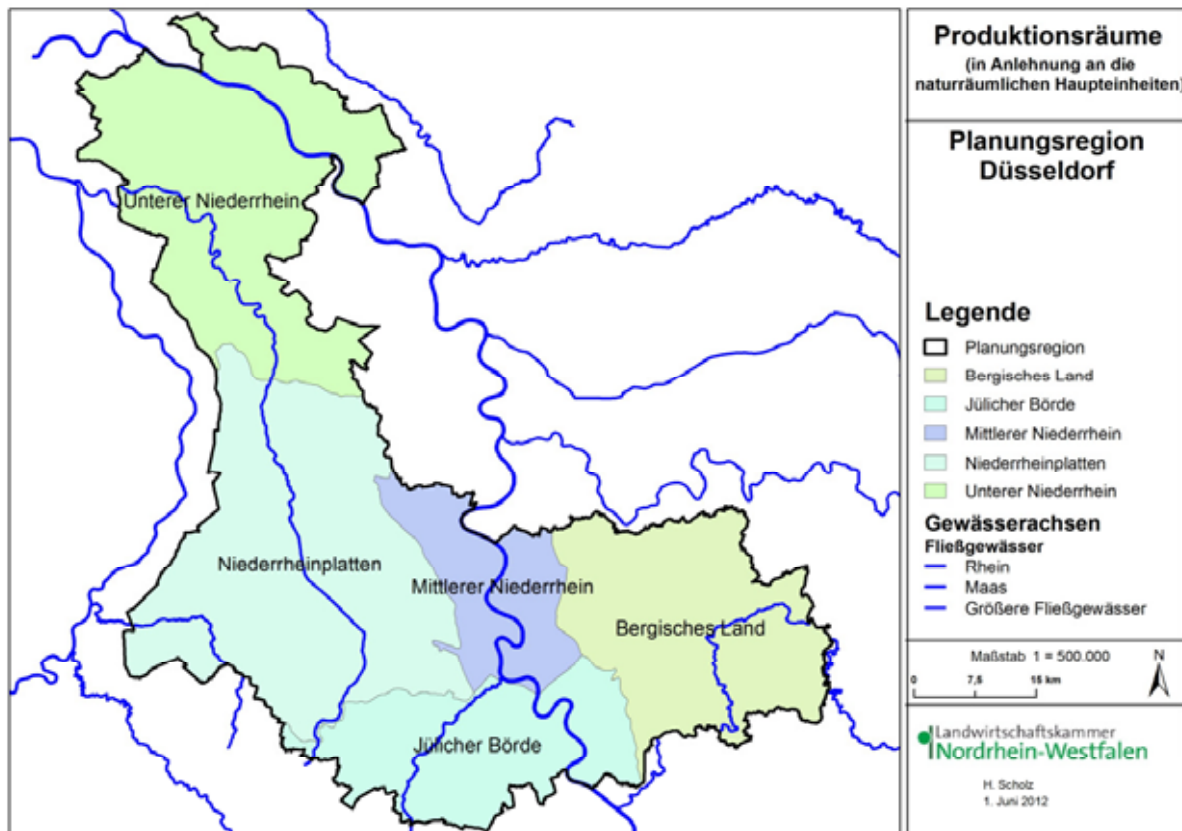 Unterer Niederrhein
Niederrheinplatten
Mittlerer Niederrhein
Bergisches Land
Jülicher Börde
Produktionsräume
(in Anlehnung an die
naturräumlichen Haupteinheiten)
Planungsregion
Düsseldorf
Legende
Planungsregion
Bergisches Land
Jülicher Börde
Mittlerer Niederrhein
Niederrheinplatten
Unterer Niederrhein
Gewässerachsen
Fließgewässer
Rhein
Maas
Größere Fließgewässer
Maßstab 1 = 500.000
N
0 7,5 15 km
Landwirtschaftskammer
Nordrhein-Westfalen
H. Scholz
1. Juni 2012